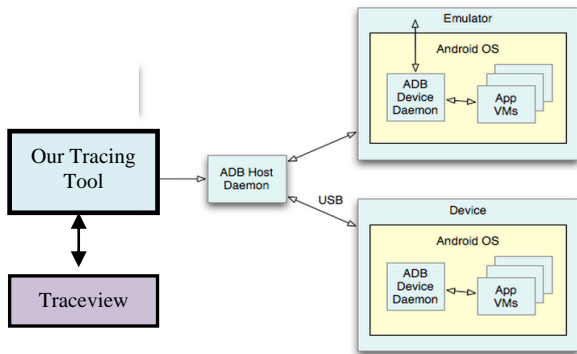 Emulator
Android OS
ADB
Device
Daemon
App
VMs
Our Tracing
Tool
ADB Host
Daemon
USB
Device
Android OS
ADB
Device
Daemon
App
VMs
Traceview